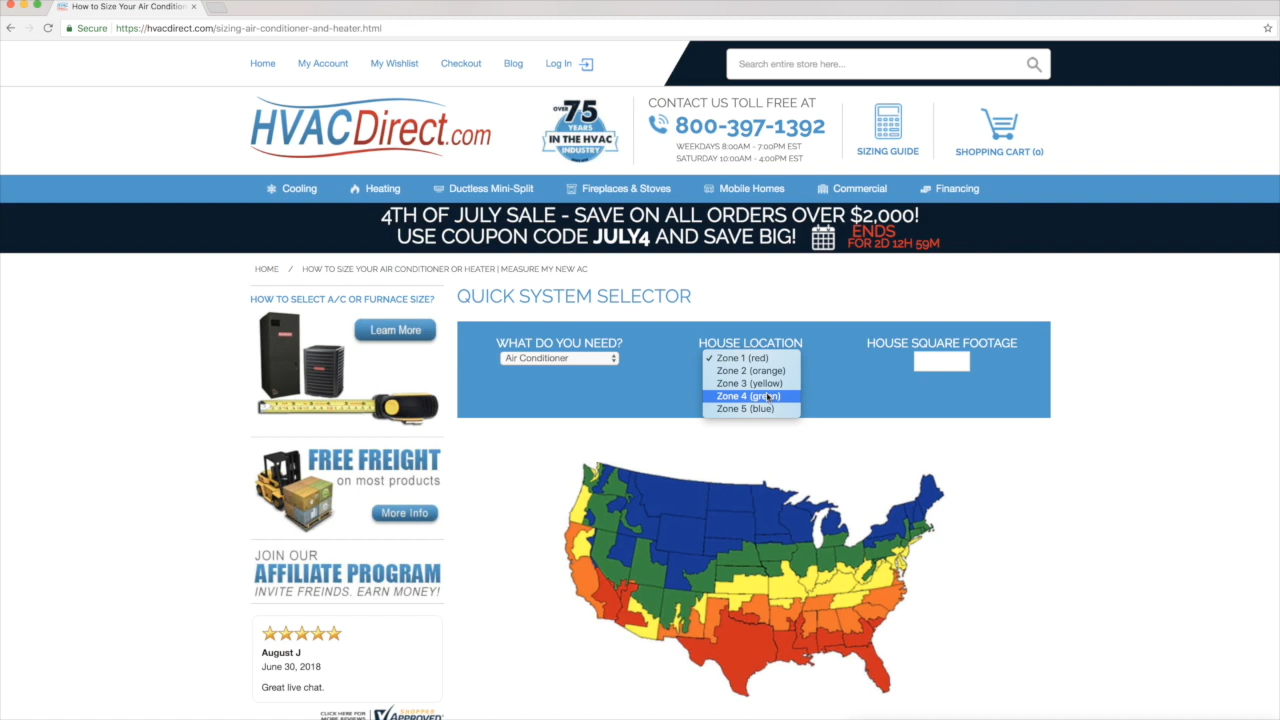 How to Size Your Air Condition
Secure
https://hvacdirect.com/sizing-air-conditioner-and-heater.html
Home My Account My Wishlist Checkout Blog Log In
Search entire store here...
HVACDirect.com
OVER 75 YEARS IN THE HVAC INDUSTRY
CONTACT US TOLL FREE AT
800-397-1392
WEEKDAYS 8:00AM - 7:00PM EST
SATURDAY 10:00AM - 4:00PM EST
SIZING GUIDE
SHOPPING CART (0)
Cooling Heating Ductless Mini-Split Fireplaces & Stoves Mobile Homes Commercial Financing
4TH OF JULY SALE - SAVE ON ALL ORDERS OVER $2,000!
USE COUPON CODE JULY4 AND SAVE BIG!
ENDS
FOR 2D 12H 59M
HOME / HOW TO SIZE YOUR AIR CONDITIONER OR HEATER | MEASURE MY NEW AC
HOW TO SELECT A/C OR FURNACE SIZE?
Learn More
FREE FREIGHT
on most products
More Info
JOIN OUR
AFFILIATE PROGRAM
INVITE FREINDS. EARN MONEY!
August J
June 30, 2018
Great live chat.
CLICK HERE FOR
MORE REVIEWS
SHOPPER
APPROVED
QUICK SYSTEM SELECTOR
WHAT DO YOU NEED?
Air Conditioner
HOUSE LOCATION
✓ Zone 1 (red)
Zone 2 (orange)
Zone 3 (yellow)
Zone 4 (green)
Zone 5 (blue)
HOUSE SQUARE FOOTAGE